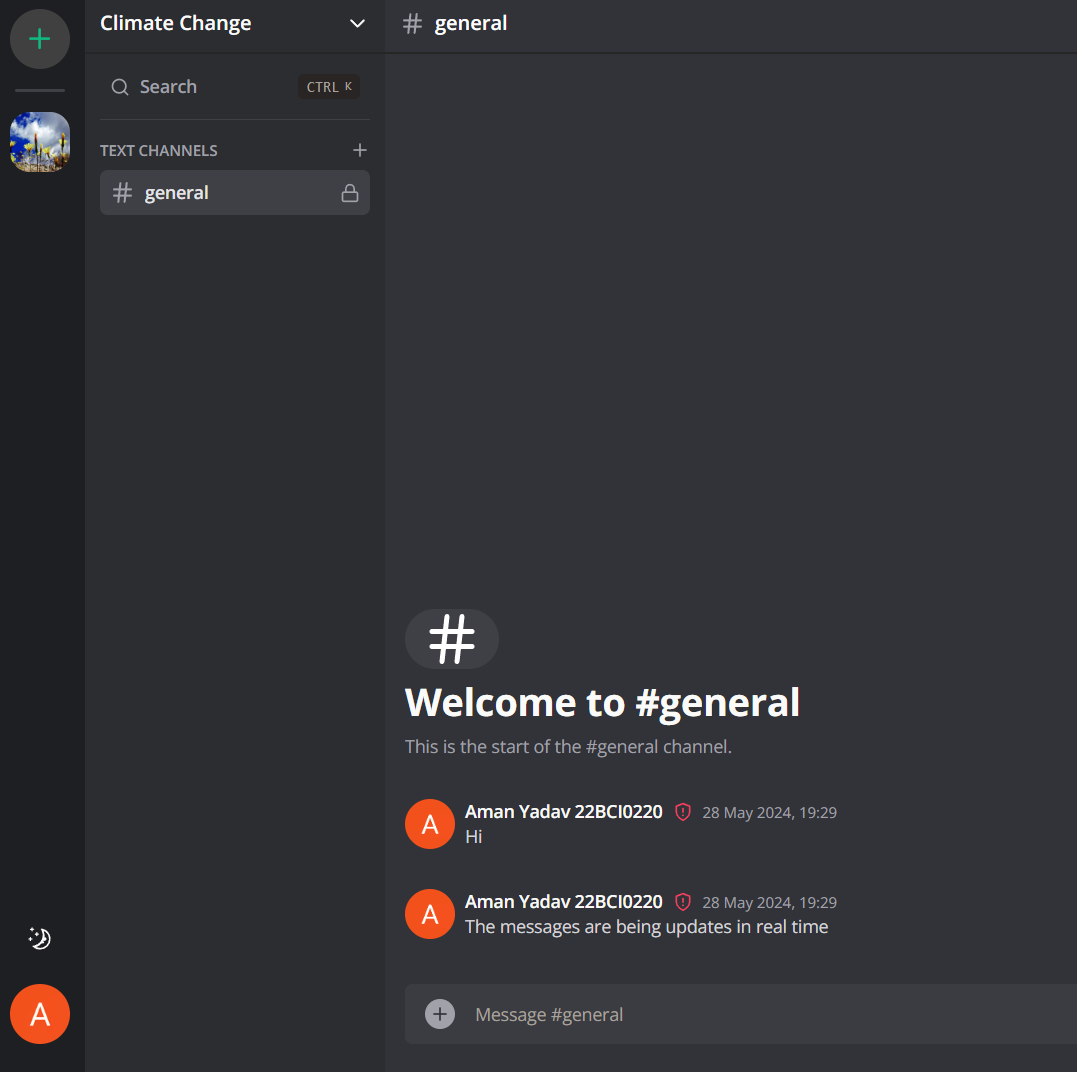 Climate Change
# general
Search
CTRL K
TEXT CHANNELS
# general
#
Welcome to #general
This is the start of the #general channel.
A
Aman Yadav 22BCI0220 28 May 2024, 19:29
Hi
A
Aman Yadav 22BCI0220 28 May 2024, 19:29
The messages are being updates in real time
A
Message #general